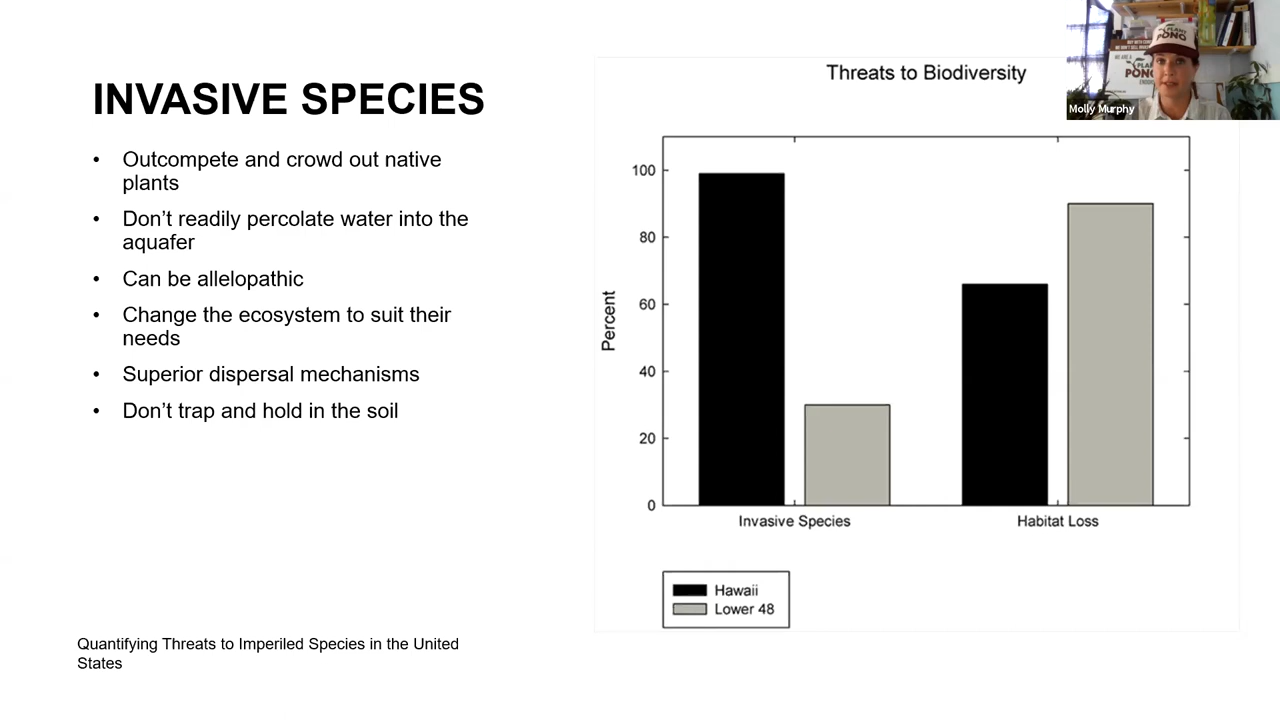 INVASIVE SPECIES
• Outcompete and crowd out native
plants
• Don’t readily percolate water into the
aquafer
• Can be allelopathic
• Change the ecosystem to suit their
needs
• Superior dispersal mechanisms
• Don’t trap and hold in the soil
Quantifying Threats to Imperiled Species in the United
States
Threats to Biodiversity
Percent
100
80
60
40
20
0
Invasive Species
Habitat Loss
Hawaii
Lower 48
PLANT
PONO
Molly Murphy